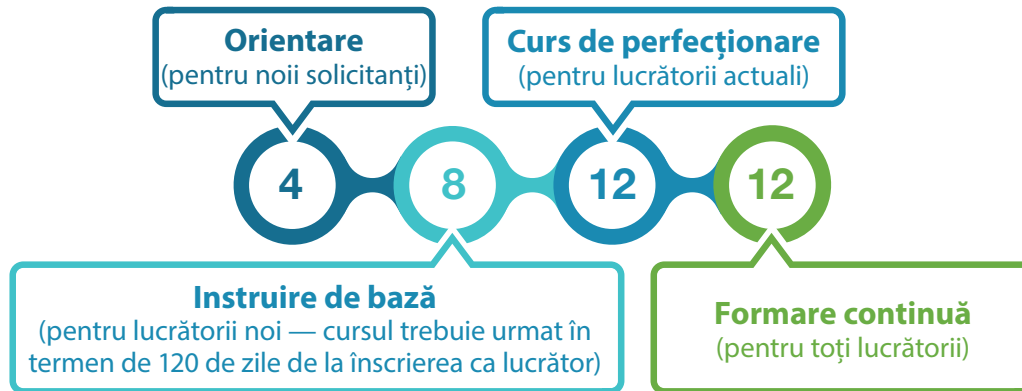 Orientare
(pentru noii solicitanți)
Curs de perfecționare
(pentru lucrătorii actuali)
4
8
12
12
Instruire de bază
(pentru lucrătorii noi — cursul trebuie urmat în
termen de 120 de zile de la înscrierea ca lucrător)
Formare continuă
(pentru toți lucrătorii)